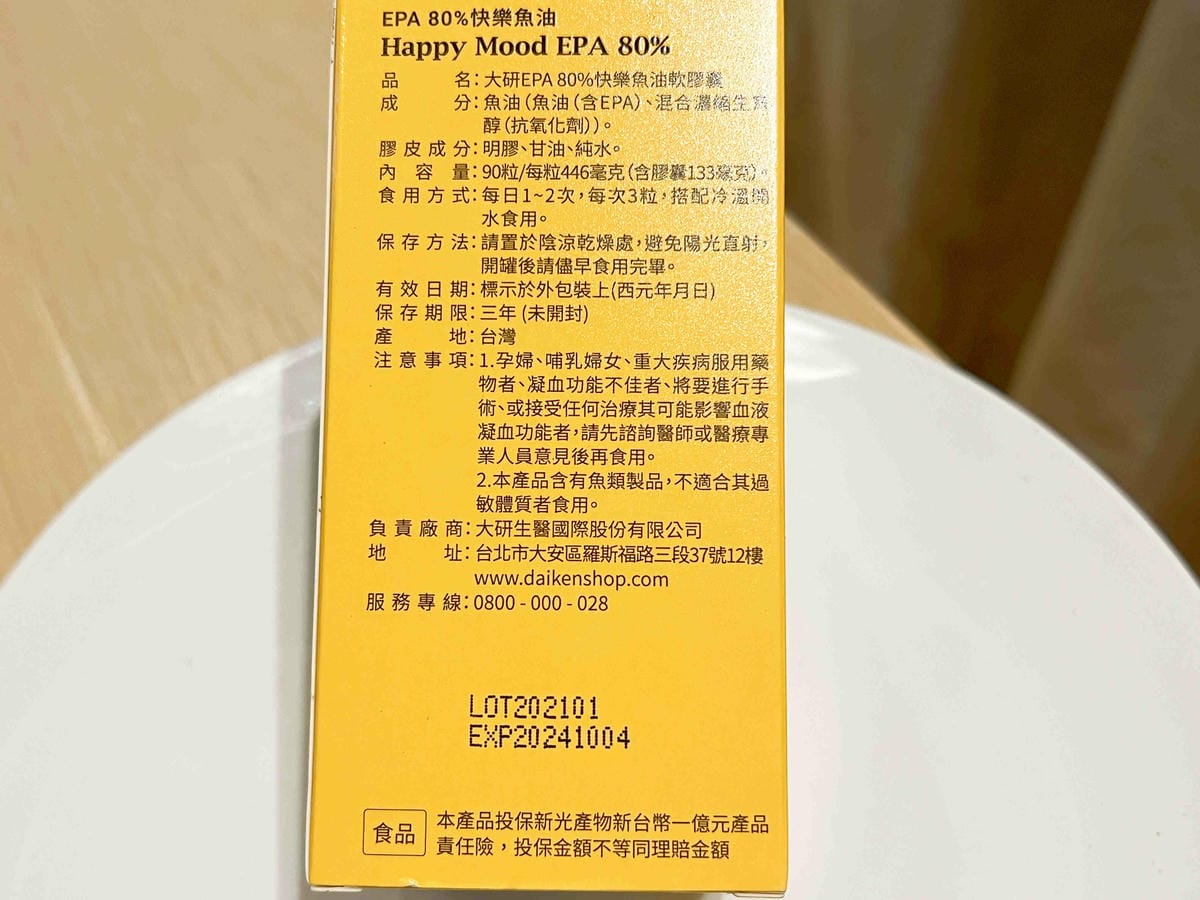 EPA 80%快樂魚油
Happy Mood EPA 80%
品名：大研EPA 80%快樂魚油軟膠囊
成分：魚油（魚油（含EPA）、混合濃縮生育
醇（抗氧化劑））。
膠皮成分：明膠、甘油、純水。
內容量：90粒/每粒446毫克（含膠囊133毫克）。
食用方式：每日1~2次，每次3粒，搭配冷溫開
水食用。
保存方法：請置於陰涼乾燥處，避免陽光直射，
開罐後請儘早食用完畢。
有效日期：標示於外包裝上(西元年月日)
保存期限：三年 (未開封)
產地：台灣
注意事項：1.孕婦、哺乳婦女、重大疾病服用藥
物者、凝血功能不佳者、將要進行手
術、或接受任何治療其可能影響血液
凝血功能者，請先諮詢醫師或醫療專
業人員意見後再食用。
2.本產品含有魚類製品，不適合其過
敏體質者食用。
負責廠商：大研生醫國際股份有限公司
地址：台北市大安區羅斯福路三段37號12樓
www.daikenshop.com
服務專線：0800 - 000 - 028
LOT202101
EXP20241004
食品
本產品投保新光產物新台幣一億元產品
責任險，投保金額不等同理賠金額